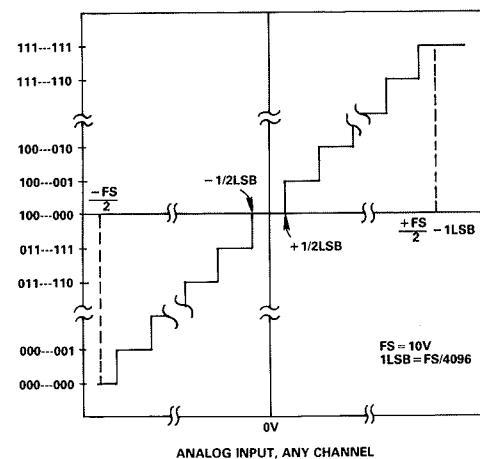 111---111
111---110
100---010
100---001
−FS
2
− 1/2LSB
100---000
+FS
2
− 1LSB
+ 1/2LSB
011---111
011---110
000---001
000---000
FS = 10V
1LSB = FS/4096
0V
ANALOG INPUT, ANY CHANNEL